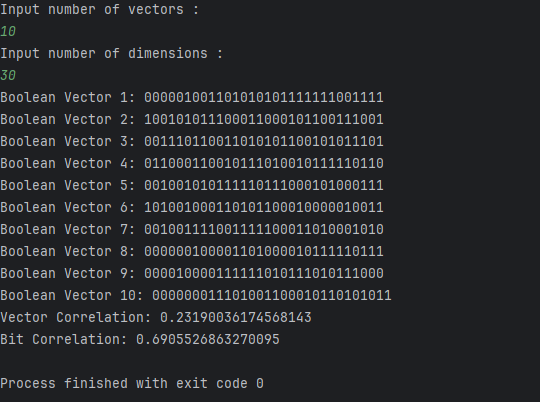 Input number of vectors :
10
Input number of dimensions :
30
Boolean Vector 1: 000001001101010101111111001111
Boolean Vector 2: 100101011100011000101100111001
Boolean Vector 3: 001110110011010101100101011101
Boolean Vector 4: 011000110010111010010111110110
Boolean Vector 5: 001001010111110111000101000111
Boolean Vector 6: 101001000110101100010000010011
Boolean Vector 7: 001001111001111100011010001010
Boolean Vector 8: 000000100001101000010111110111
Boolean Vector 9: 000010000111111010111010111000
Boolean Vector 10: 000000011101001100010110101011
Vector Correlation: 0.23190036174568143
Bit Correlation: 0.6905526863270095
Process finished with exit code 0